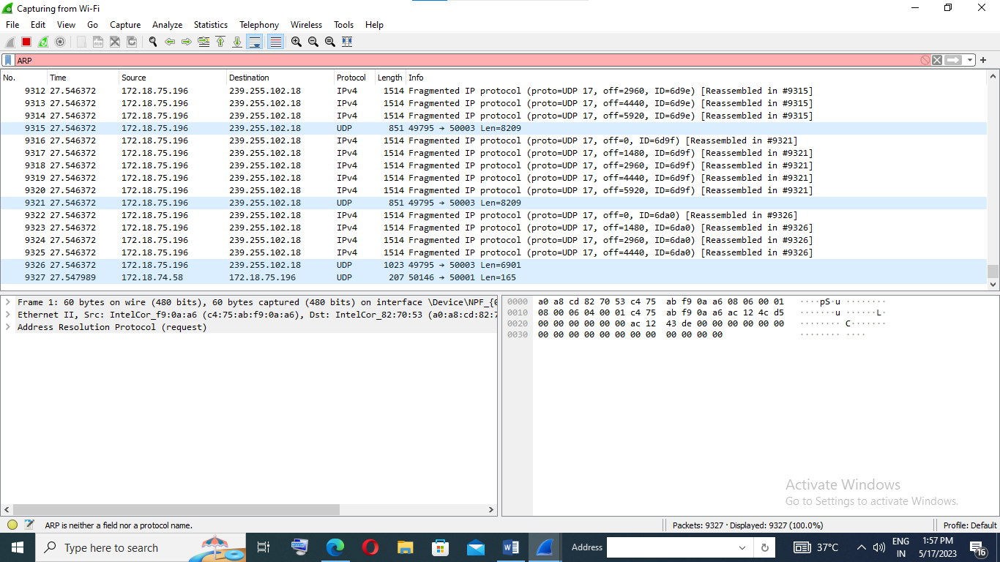 Capturing from Wi-Fi
File Edit View Go Capture Analyze Statistics Telephony Wireless Tools Help
ARP
No. Time Source Destination Protocol Length Info
9312 27.546372 172.18.75.196 239.255.102.18 IPv4 1514 Fragmented IP protocol (proto=UDP 17, off=2960, ID=6d9e) [Reassembled in #9315]
9313 27.546372 172.18.75.196 239.255.102.18 IPv4 1514 Fragmented IP protocol (proto=UDP 17, off=4440, ID=6d9e) [Reassembled in #9315]
9314 27.546372 172.18.75.196 239.255.102.18 IPv4 1514 Fragmented IP protocol (proto=UDP 17, off=5920, ID=6d9e) [Reassembled in #9315]
9315 27.546372 172.18.75.196 239.255.102.18 UDP 851 49795 → 50003 Len=8209
9316 27.546372 172.18.75.196 239.255.102.18 IPv4 1514 Fragmented IP protocol (proto=UDP 17, off=0, ID=6d9f) [Reassembled in #9321]
9317 27.546372 172.18.75.196 239.255.102.18 IPv4 1514 Fragmented IP protocol (proto=UDP 17, off=1480, ID=6d9f) [Reassembled in #9321]
9318 27.546372 172.18.75.196 239.255.102.18 IPv4 1514 Fragmented IP protocol (proto=UDP 17, off=2960, ID=6d9f) [Reassembled in #9321]
9319 27.546372 172.18.75.196 239.255.102.18 IPv4 1514 Fragmented IP protocol (proto=UDP 17, off=4440, ID=6d9f) [Reassembled in #9321]
9320 27.546372 172.18.75.196 239.255.102.18 IPv4 1514 Fragmented IP protocol (proto=UDP 17, off=5920, ID=6d9f) [Reassembled in #9321]
9321 27.546372 172.18.75.196 239.255.102.18 UDP 851 49795 → 50003 Len=8209
9322 27.546372 172.18.75.196 239.255.102.18 IPv4 1514 Fragmented IP protocol (proto=UDP 17, off=0, ID=6da0) [Reassembled in #9326]
9323 27.546372 172.18.75.196 239.255.102.18 IPv4 1514 Fragmented IP protocol (proto=UDP 17, off=1480, ID=6da0) [Reassembled in #9326]
9324 27.546372 172.18.75.196 239.255.102.18 IPv4 1514 Fragmented IP protocol (proto=UDP 17, off=2960, ID=6da0) [Reassembled in #9326]
9325 27.546372 172.18.75.196 239.255.102.18 IPv4 1514 Fragmented IP protocol (proto=UDP 17, off=4440, ID=6da0) [Reassembled in #9326]
9326 27.546372 172.18.75.196 239.255.102.18 UDP 1023 49795 → 50003 Len=6901
9327 27.547989 172.18.74.58 172.18.75.196 UDP 207 50146 → 50001 Len=165
Frame 1: 60 bytes on wire (480 bits), 60 bytes captured (480 bits) on interface \Device\NPF_{0
Ethernet II, Src: IntelCor_f9:0a:a6 (c4:75:ab:f9:0a:a6), Dst: IntelCor_82:70:53 (a0:a8:cd:82:7
Address Resolution Protocol (request)
0000 a0 a8 cd 82 70 53 c4 75 ab f9 0a a6 08 06 00 01 ····pS·u ········
0010 08 00 06 04 00 01 c4 75 ab f9 0a a6 ac 12 4c d5 ·······u ······L·
0020 00 00 00 00 00 00 ac 12 43 de 00 00 00 00 00 00 ········ C·······
0030 00 00 00 00 00 00 00 00 00 00 00 00 ········ ····
Activate Windows
Go to Settings to activate Windows.
ARP is neither a field nor a protocol name. Packets: 9327 · Displayed: 9327 (100.0%) Profile: Default
Type here to search Address 37°C ENG IN 1:57 PM 5/17/2023 16